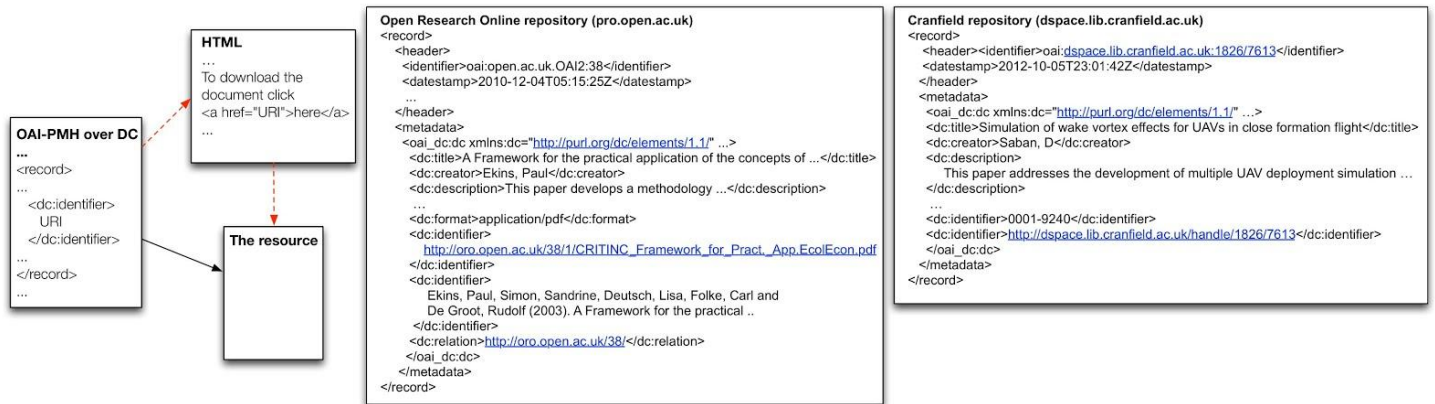 HTML
...
To download the
document click
<a href="URI">here</a>
...
OAI-PMH over DC
...
<record>
...
<dc:identifier>
URI
</dc:identifier>
...
</record>
...
The resource
Open Research Online repository (pro.open.ac.uk)
<record>
<header>
<identifier>oai:open.ac.uk.OAI2:38</identifier>
<datestamp>2010-12-04T05:15:25Z</datestamp>
...
</header>
<metadata>
<oai_dc:dc xmlns:dc="http://purl.org/dc/elements/1.1/" ...>
<dc:title>A Framework for the practical application of the concepts of ...</dc:title>
<dc:creator>Ekins, Paul</dc:creator>
<dc:description>This paper develops a methodology ...</dc:description>
...
<dc:format>application/pdf</dc:format>
<dc:identifier>
http://oro.open.ac.uk/38/1/CRITINC_Framework_for_Pract,_App.EcolEcon.pdf
</dc:identifier>
<dc:identifier>
Ekins, Paul, Simon, Sandrine, Deutsch, Lisa, Folke, Carl and
De Groot, Rudolf (2003). A Framework for the practical ..
</dc:identifier>
<dc:relation>http://oro.open.ac.uk/38/</dc:relation>
</oai_dc:dc>
</metadata>
</record>
Cranfield repository (dspace.lib.cranfield.ac.uk)
<record>
<header><identifier>oai:dspace.lib.cranfield.ac.uk:1826/7613</identifier>
<datestamp>2012-10-05T23:01:42Z</datestamp>
</header>
<metadata>
<oai_dc:dc xmlns:dc="http://purl.org/dc/elements/1.1/" ...>
<dc:title>Simulation of wake vortex effects for UAVs in close formation flight</dc:title>
<dc:creator>Saban, D</dc:creator>
<dc:description>
This paper addresses the development of multiple UAV deployment simulation ...
</dc:description>
...
<dc:identifier>0001-9240</dc:identifier>
<dc:identifier>http://dspace.lib.cranfield.ac.uk/handle/1826/7613</dc:identifier>
</oai_dc:dc>
</metadata>
</record>